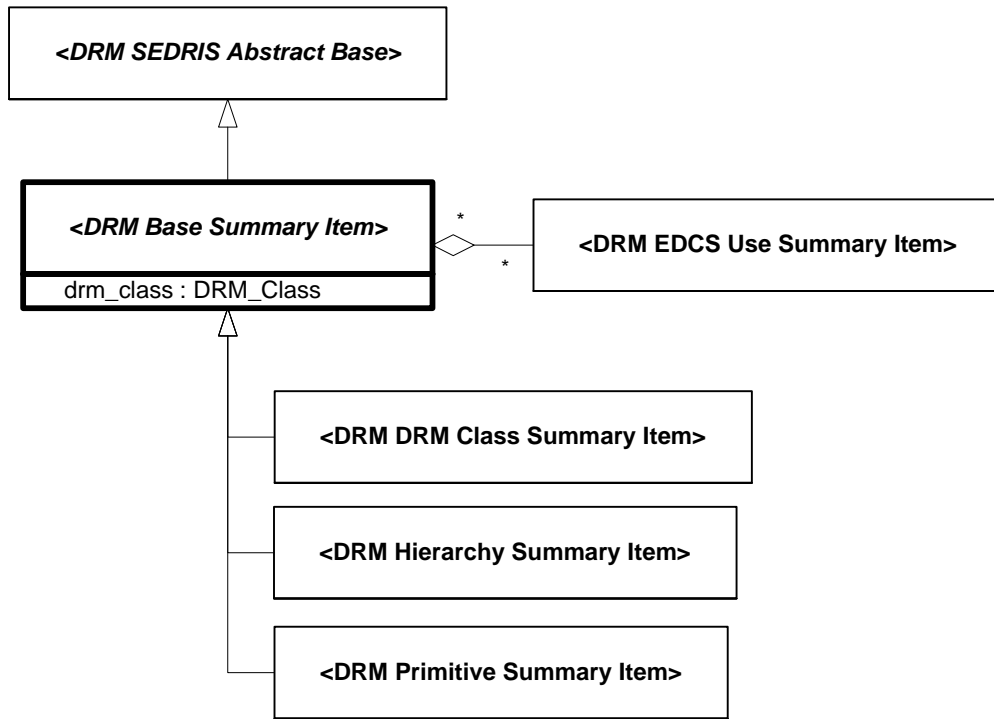 <DRM SEDRIS Abstract Base>
<DRM Base Summary Item>
*
<DRM EDCS Use Summary Item>
*
drm_class : DRM_Class
<DRM DRM Class Summary Item>
<DRM Hierarchy Summary Item>
<DRM Primitive Summary Item>